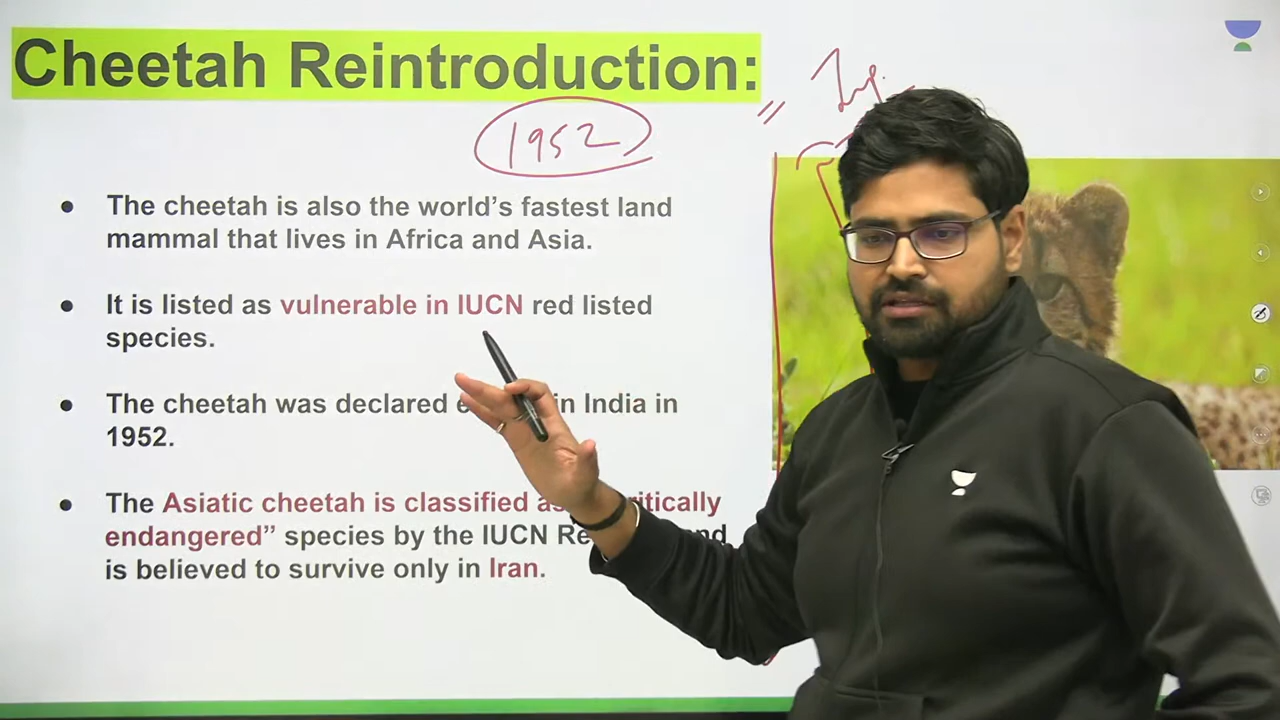 Cheetah Reintroduction:
= Imp.
1952
● The cheetah is also the world’s fastest land
mammal that lives in Africa and Asia.
● It is listed as vulnerable in IUCN red listed
species.
● The cheetah was declared in India in
1952.
● The Asiatic cheetah is classified
endangered” species by the IUCN
is believed to survive only in Iran.